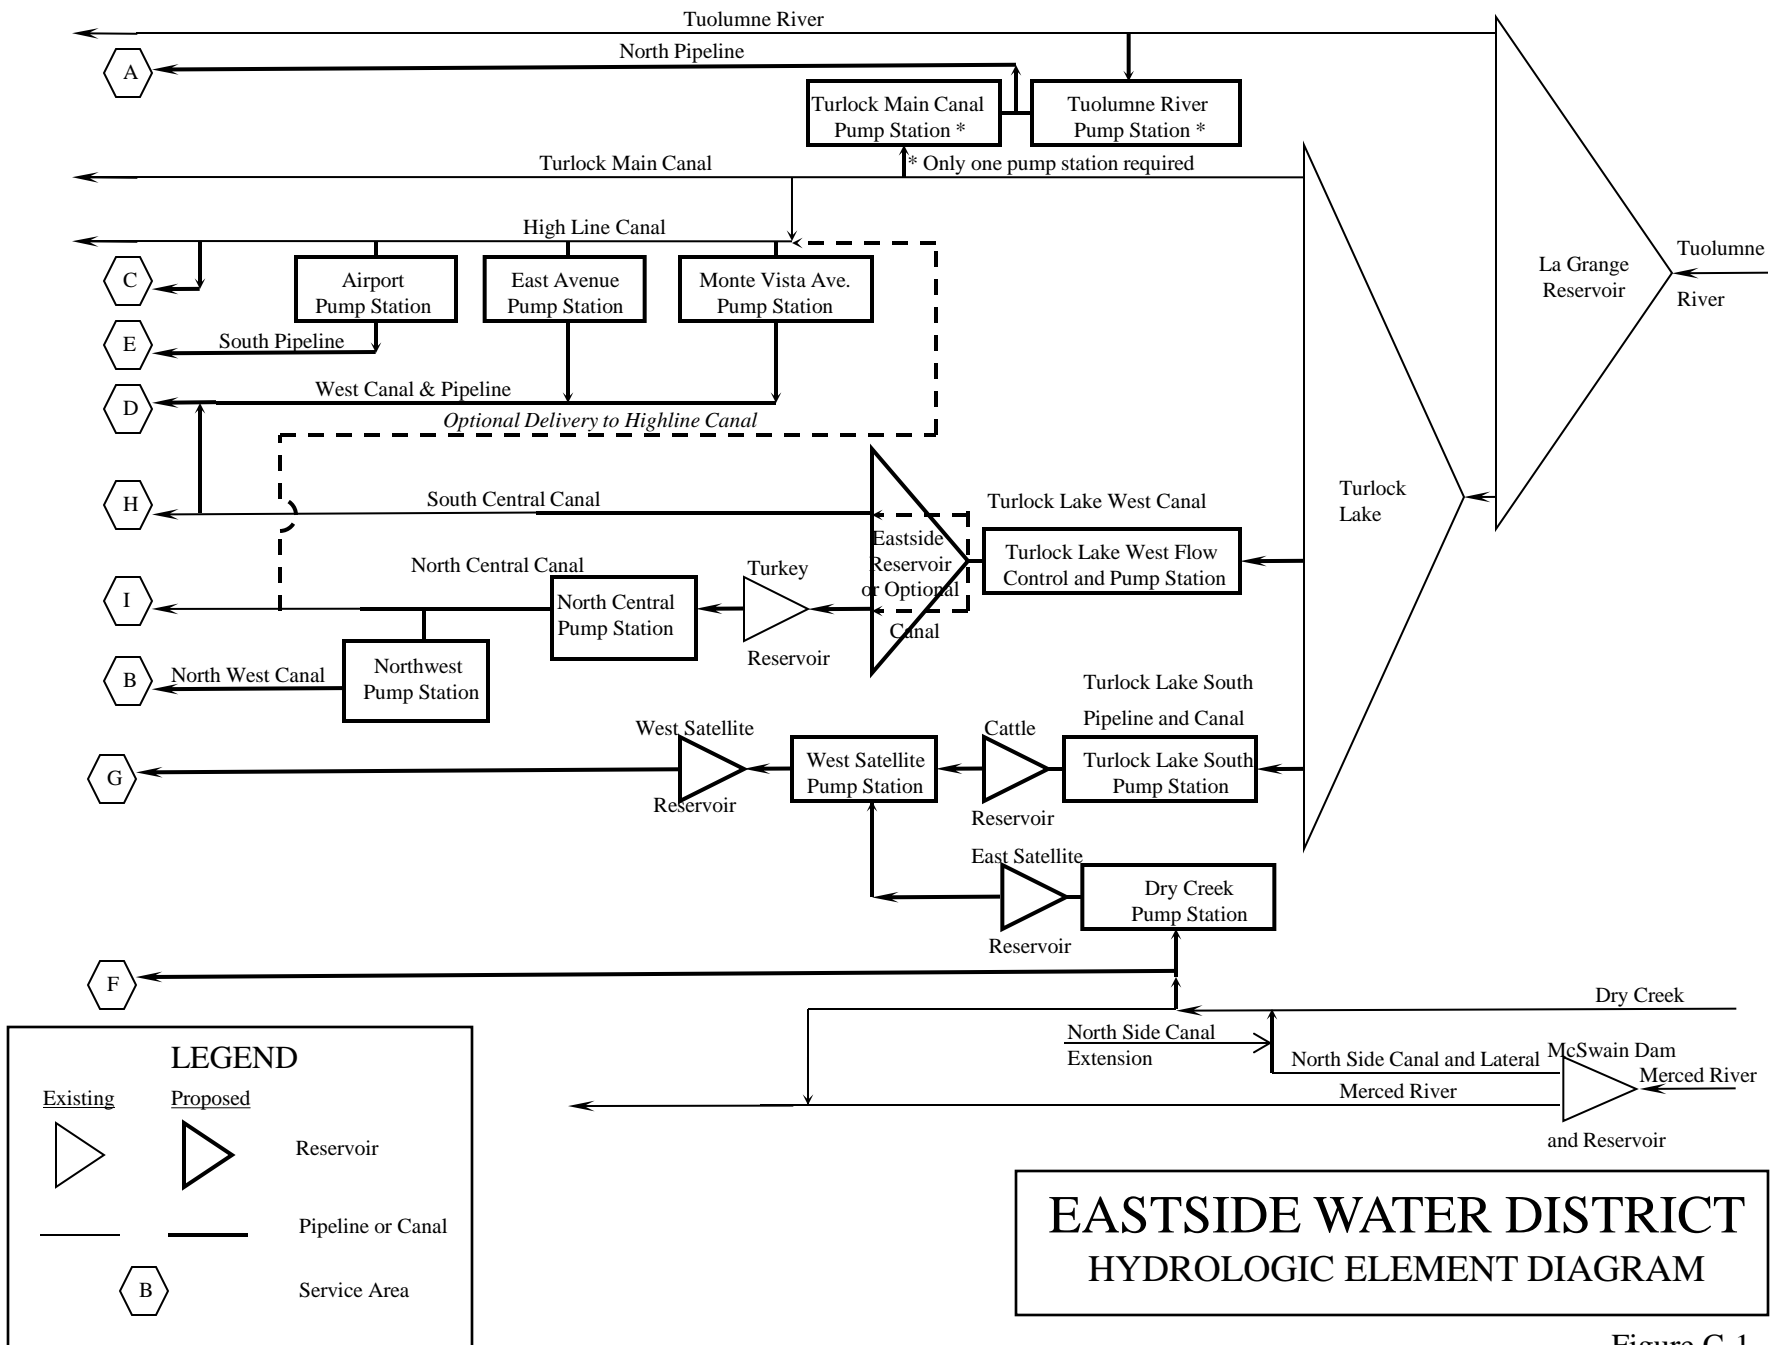 Tuolumne River
North Pipeline
A
Turlock Main Canal
Pump Station *
Tuolumne River
Pump Station *
Turlock Main Canal
* Only one pump station required
High Line Canal
C
Airport
Pump Station
East Avenue
Pump Station
Monte Vista Ave.
Pump Station
La Grange
Reservoir
Tuolumne
River
E
South Pipeline
D
West Canal & Pipeline
Optional Delivery to Highline Canal
H
South Central Canal
Turlock Lake West Canal
Turlock
Lake
Eastside
Reservoir
or Optional
Canal
Turlock Lake West Flow
Control and Pump Station
I
North Central Canal
North Central
Pump Station
Turkey
Reservoir
B
North West Canal
Northwest
Pump Station
Turlock Lake South
Pipeline and Canal
G
West Satellite
Reservoir
West Satellite
Pump Station
Cattle
Reservoir
Turlock Lake South
Pump Station
East Satellite
Reservoir
Dry Creek
Pump Station
F
Dry Creek
North Side Canal
Extension
North Side Canal and Lateral
McSwain Dam
and Reservoir
Merced River
Merced River
LEGEND
Existing
Proposed
Reservoir
Pipeline or Canal
B
Service Area
EASTSIDE WATER DISTRICT
HYDROLOGIC ELEMENT DIAGRAM
Figure C-1